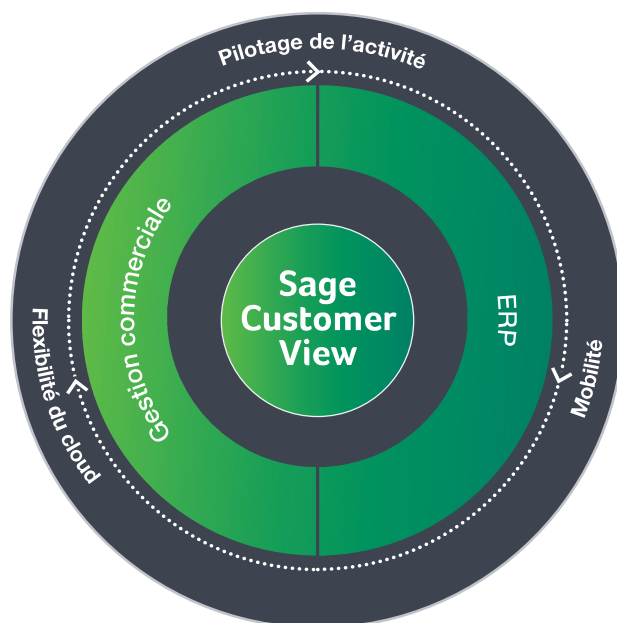 Pilotage de l’activité
Gestion commerciale
Sage
Customer
View
ERP
Mobilité
Flexibilité du cloud